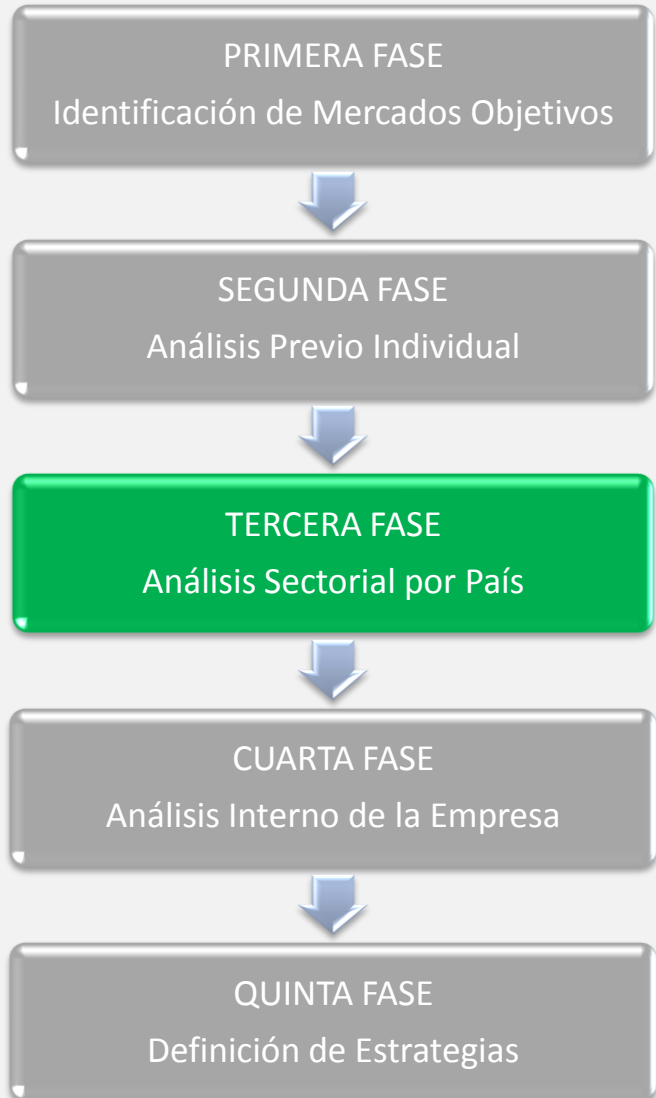 PRIMERA FASE
Identificación de Mercados Objetivos
SEGUNDA FASE
Análisis Previo Individual
TERCERA FASE
Análisis Sectorial por País
CUARTA FASE
Análisis Interno de la Empresa
QUINTA FASE
Definición de Estrategias